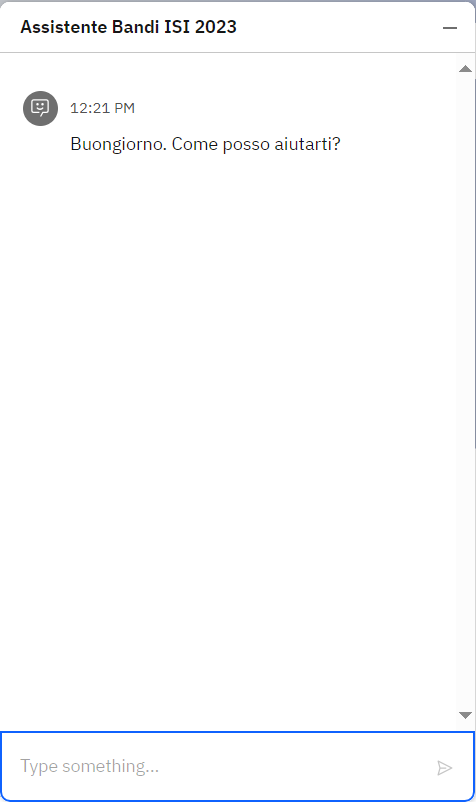 Assistente Bandi ISI 2023
12:21 PM
Buongiorno. Come posso aiutarti?
Type something...